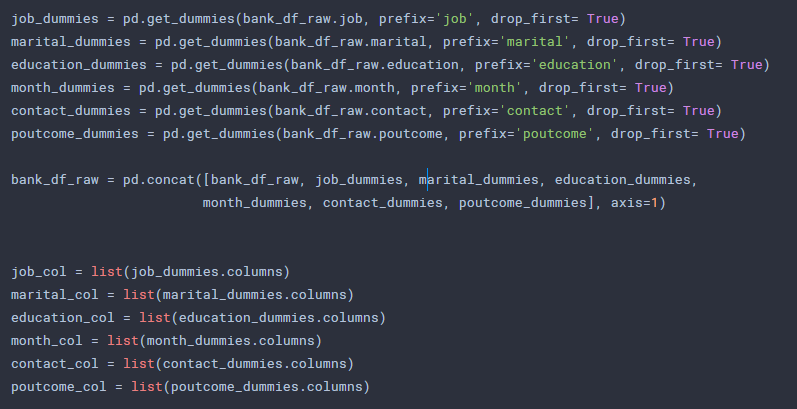 job_dummies = pd.get_dummies(bank_df_raw.job, prefix='job', drop_first= True)
marital_dummies = pd.get_dummies(bank_df_raw.marital, prefix='marital', drop_first= True)
education_dummies = pd.get_dummies(bank_df_raw.education, prefix='education', drop_first= True)
month_dummies = pd.get_dummies(bank_df_raw.month, prefix='month', drop_first= True)
contact_dummies = pd.get_dummies(bank_df_raw.contact, prefix='contact', drop_first= True)
poutcome_dummies = pd.get_dummies(bank_df_raw.poutcome, prefix='poutcome', drop_first= True)

bank_df_raw = pd.concat([bank_df_raw, job_dummies, marital_dummies, education_dummies,
                        month_dummies, contact_dummies, poutcome_dummies], axis=1)


job_col = list(job_dummies.columns)
marital_col = list(marital_dummies.columns)
education_col = list(education_dummies.columns)
month_col = list(month_dummies.columns)
contact_col = list(contact_dummies.columns)
poutcome_col = list(poutcome_dummies.columns)